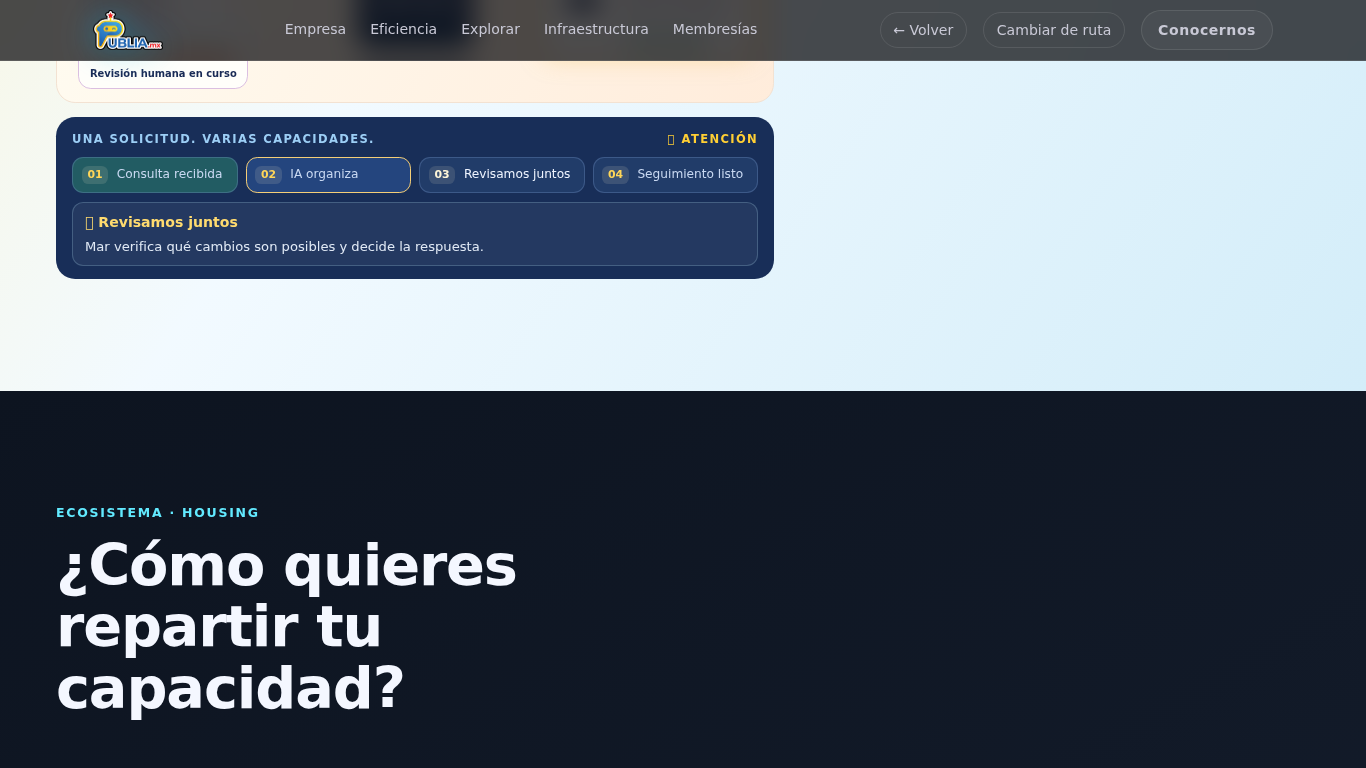 PUBLIA.mx
Empresa
Eficiencia
Explorar
Infraestructura
Membresías
← Volver
Cambiar de ruta
Conocernos
Revisión humana en curso
UNA SOLICITUD. VARIAS CAPACIDADES.
ATENCIÓN
01 Consulta recibida
02 IA organiza
03 Revisamos juntos
04 Seguimiento listo
Revisamos juntos
Mar verifica qué cambios son posibles y decide la respuesta.
ECOSISTEMA · HOUSING
¿Cómo quieres
repartir tu
capacidad?